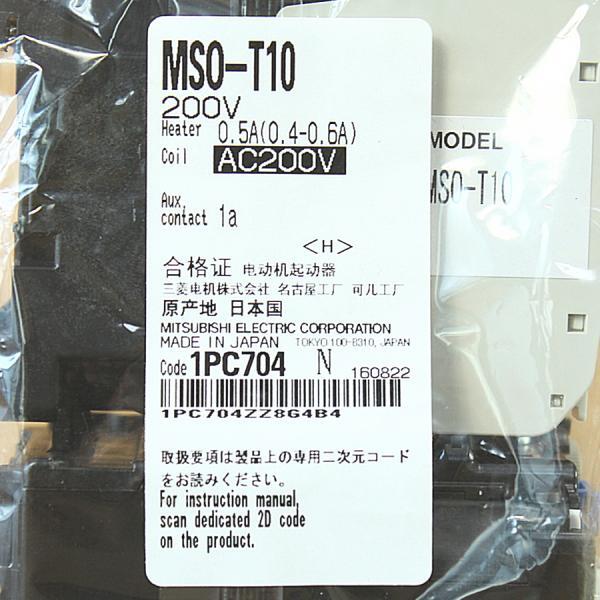 MSO-T10
200V
Heater 0.5A(0.4-0.6A)
Coil AC200V
Aux.
contact 1a
<H>
合格证 电动机起动器
三菱电机株式会社 名古屋工厂 可儿工厂
原产地 日本国
MITSUBISHI ELECTRIC CORPORATION
MADE IN JAPAN TOKYO 100-8310, JAPAN
Code 1PC704 N 160822
1PC704ZZ8G4B4
取扱要項は製品上の専用二次元コード
をお読みください。
For instruction manual,
scan dedicated 2D code
on the product.
MODEL
MSO-T10